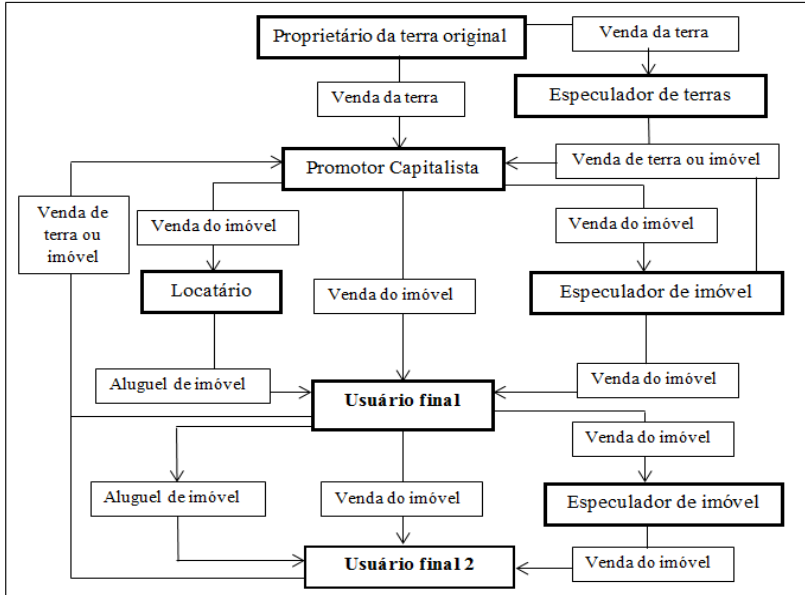 Proprietário da terra original
Venda da terra
Venda da terra
Especulador de terras
Promotor Capitalista
Venda de terra ou imóvel
Venda de
terra ou
imóvel
Venda do imóvel
Venda do imóvel
Locatário
Venda do imóvel
Especulador de imóvel
Aluguel de imóvel
Usuário final
Venda do imóvel
Venda do imóvel
Aluguel de imóvel
Venda do imóvel
Especulador de imóvel
Usuário final 2
Venda do imóvel